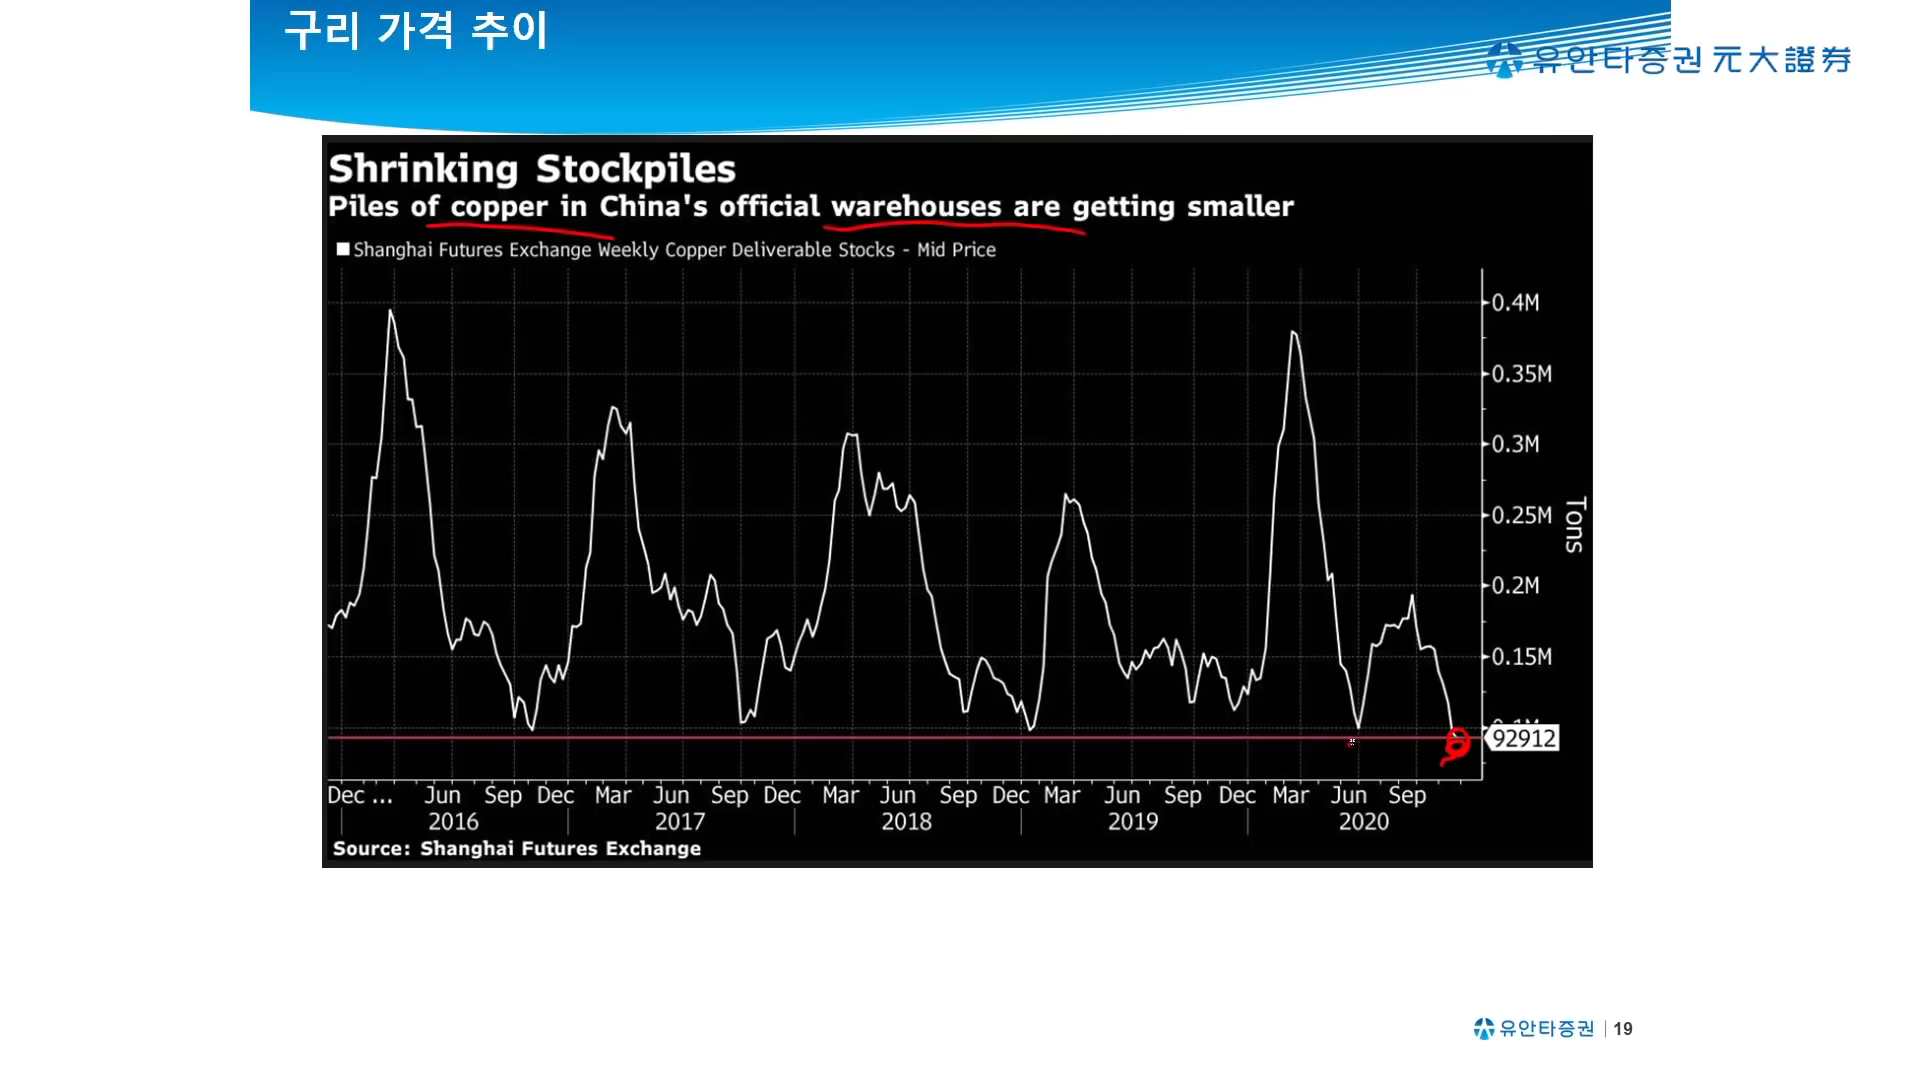 구리 가격 추이
유안타증권 元大證券
Shrinking Stockpiles
Piles of copper in China's official warehouses are getting smaller
Shanghai Futures Exchange Weekly Copper Deliverable Stocks - Mid Price
0.4M
0.35M
0.3M
0.25M
0.2M
0.15M
0.1M
92912
Tons
Dec ... Jun Sep Dec Mar Jun Sep Dec Mar Jun Sep Dec Mar Jun Sep Dec Mar Jun Sep
2016 2017 2018 2019 2020
Source: Shanghai Futures Exchange
유안타증권 | 19